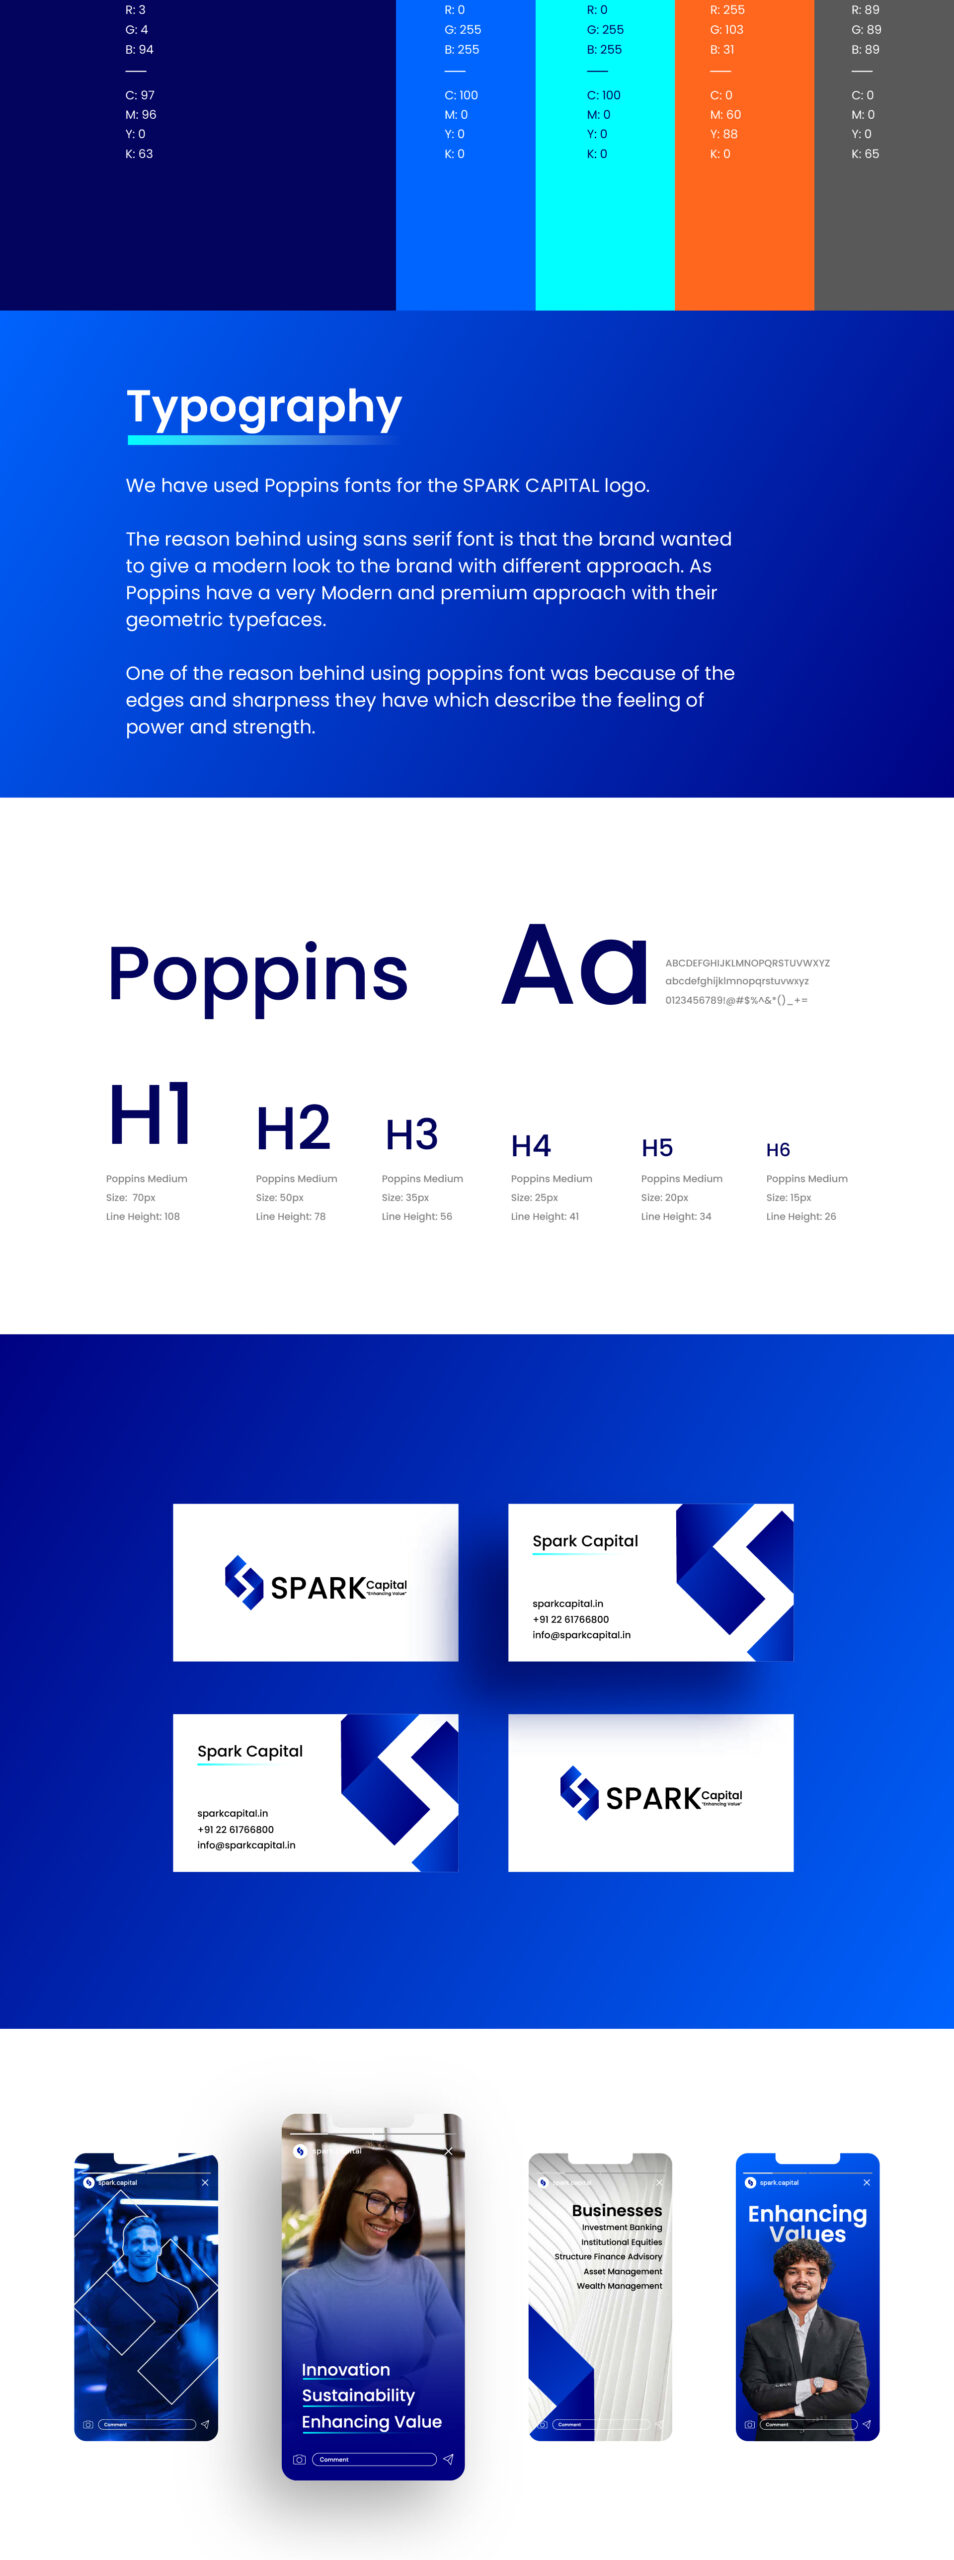 R: 3
G: 4
B: 94
C: 97
M: 96
Y: 0
K: 63
R: 0
G: 255
B: 255
C: 100
M: 0
Y: 0
K: 0
R: 0
G: 255
B: 255
C: 100
M: 0
Y: 0
K: 0
R: 255
G: 103
B: 31
C: 0
M: 60
Y: 88
K: 0
R: 89
G: 89
B: 89
C: 0
M: 0
Y: 0
K: 65
Typography
We have used Poppins fonts for the SPARK CAPITAL logo.
The reason behind using sans serif font is that the brand wanted
to give a modern look to the brand with different approach. As
Poppins have a very Modern and premium approach with their
geometric typefaces.
One of the reason behind using poppins font was because of the
edges and sharpness they have which describe the feeling of
power and strength.
Poppins
Aa
ABCDEFGHIJKLMNOPQRSTUVWXYZ
abcdefghijklmnopqrstuvwxyz
0123456789!@#$%^&*()_+=
H1
Poppins Medium
Size: 70px
Line Height: 108
H2
Poppins Medium
Size: 50px
Line Height: 78
H3
Poppins Medium
Size: 35px
Line Height: 56
H4
Poppins Medium
Size: 25px
Line Height: 41
H5
Poppins Medium
Size: 20px
Line Height: 34
H6
Poppins Medium
Size: 15px
Line Height: 26
SPARK Capital
"Enhancing Value"
Spark Capital
sparkcapital.in
+91 22 61766800
info@sparkcapital.in
Spark Capital
sparkcapital.in
+91 22 61766800
info@sparkcapital.in
SPARK Capital
"Enhancing Value"
spark.capital
Comment
spark.capital
Innovation
Sustainability
Enhancing Value
Comment
spark.capital
Businesses
Investment Banking
Institutional Equities
Structure Finance Advisory
Asset Management
Wealth Management
Comment
spark.capital
Enhancing
Values
Comment